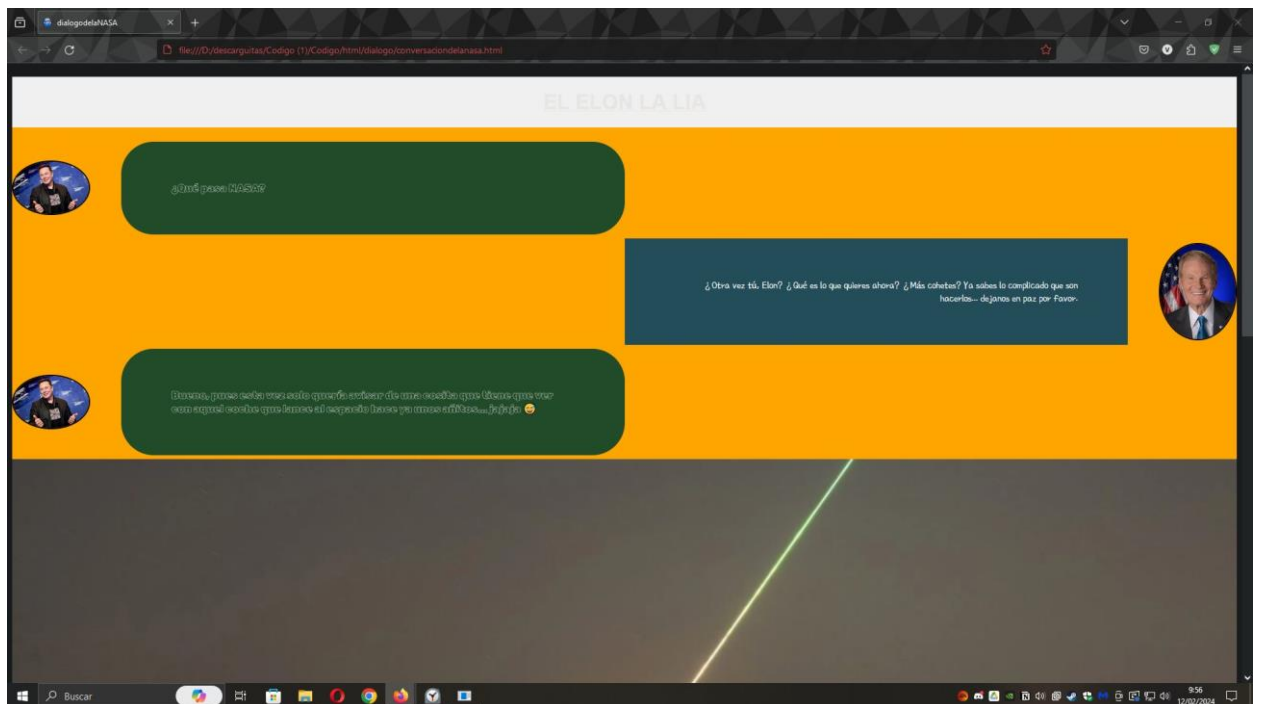 dialogodelaNASA
file:///D:/descarguitas/Codigo (1)/Codigo/html/dialogo/conversaciondelanasa.html
EL ELON LA LIA
¿Qué pasa NASA?
¿Otra vez tú, Elon? ¿Qué es lo que quieres ahora? ¿Más cohetes? Ya sabes lo complicado que son
hacerlos... dejanos en paz por favor.
Bueno, pues esta vez solo quería avisar de una cosita que tiene que ver
con aquel coche que lance al espacio hace ya unos añitos... jajaja 😅
Buscar
9:56
12/02/2024